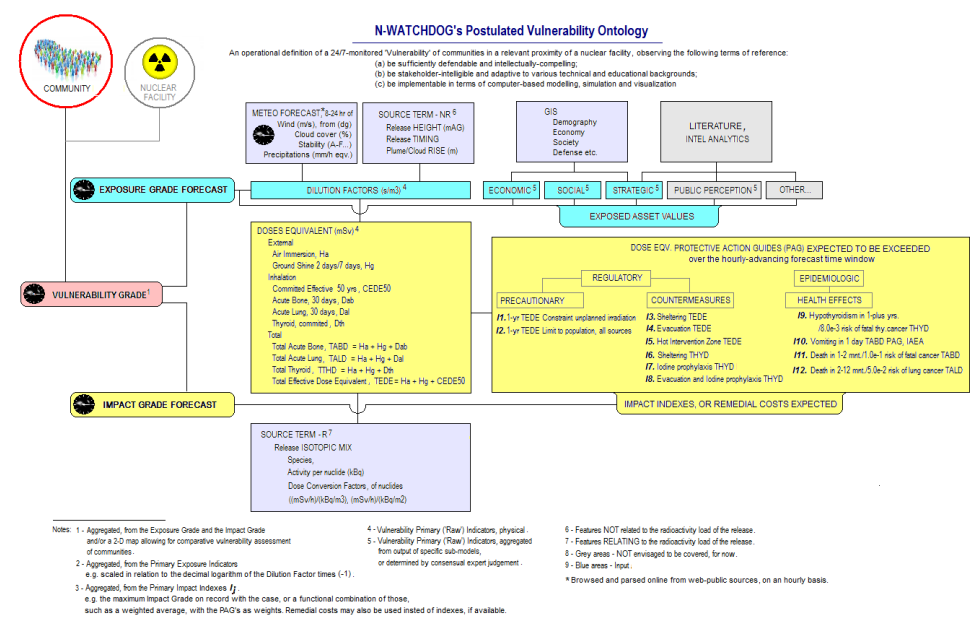 N-WATCHDOG's Postulated Vulnerability Ontology
An operational definition of a 24/7-monitored 'Vulnerability' of communities in a relevant proximity of a nuclear facility, observing the following terms of reference:
(a) be sufficiently defendable and intellectually-compelling;
(b) be stakeholder-intelligible and adaptive to various technical and educational backgrounds;
(c) be implementable in terms of computer-based modelling, simulation and visualization
COMMUNITY
NUCLEAR
FACILITY
METEO FORECAST,*8-24 hr of
Wind (m/s), from (dg)
Cloud cover (%)
Stability (A-F...)
Precipitations (mm/h eqv.)
SOURCE TERM - NR 6
Release HEIGHT (mAG)
Release TIMING
Plume/Cloud RISE (m)
GIS
Demography
Economy
Society
Defense etc.
LITERATURE,
INTEL ANALYTICS
EXPOSURE GRADE FORECAST
DILUTION FACTORS (s/m3) 4
ECONOMIC 5
SOCIAL 5
STRATEGIC 5
PUBLIC PERCEPTION 5
OTHER...
EXPOSED ASSET VALUES
DOSES EQUIVALENT (mSv) 4
External
Air Immersion, Ha
Ground Shine 2 days/7 days, Hg
Inhalation
Committed Effective 50 yrs , CEDE50
Acute Bone, 30 days, Dab
Acute Lung, 30 days, Dal
Thyroid, commited, Dth
Total
Total Acute Bone, TABD = Ha + Hg + Dab
Total Acute Lung, TALD = Ha + Hg + Dal
Total Thyroid, TTHD = Ha + Hg + Dth
Total Effective Dose Equivalent, TEDE = Ha + Hg + CEDE50
DOSE EQV. PROTECTIVE ACTION GUIDES (PAG) EXPECTED TO BE EXCEEDED
over the hourly-advancing forecast time window
REGULATORY
PRECAUTIONARY
I1. 1-yr TEDE Constraint unplanned irradiation
I2. 1-yr TEDE Limit to population, all sources
COUNTERMEASURES
I3. Sheltering TEDE
I4. Evacuation TEDE
I5. Hot Intervention Zone TEDE
I6. Sheltering THYD
I7. Iodine prophylaxis THYD
I8. Evacuation and Iodine prophylaxis THYD
EPIDEMIOLOGIC
HEALTH EFFECTS
I9. Hypothyroidism in 1-plus yrs.
/8.0e-3 risk of fatal thy.cancer THYD
I10. Vomiting in 1 day TABD PAG, IAEA
I11. Death in 1-2 mnt./1.0e-1 risk of fatal cancer TABD
I12. Death in 2-12 mnt./5.0e-2 risk of lung cancer TALD
VULNERABILITY GRADE 1
IMPACT GRADE FORECAST
IMPACT INDEXES, OR REMEDIAL COSTS EXPECTED
SOURCE TERM - R 7
Release ISOTOPIC MIX
Species,
Activity per nuclide (kBq)
Dose Conversion Factors, of nuclides
((mSv/h)/(kBq/m3), (mSv/h)/(kBq/m2)
Notes: 1 - Aggregated, from the Exposure Grade and the Impact Grade
and/or a 2-D map allowing for comparative vulnerability assessment
of communities .
2 - Aggregated, from the Primary Exposure Indicators
e.g. scaled in relation to the decimal logarithm of the Dilution Factor times (-1) .
3 - Aggregated, from the Primary Impact Indexes Ij .
e.g. the maximum Impact Grade on record with the case, or a functional combination of those,
such as a weighted average, with the PAG's as weights. Remedial costs may also be used insted of indexes, if available.
4 - Vulnerability Primary ('Raw') Indicators, physical .
5 - Vulnerability Primary ('Raw') Indicators, aggregated
from output of specific sub-models,
or determined by consensual expert judgement .
6 - Features NOT related to the radioactivity load of the release.
7 - Features RELATING to the radioactivity load of the release.
8 - Grey areas - NOT envisaged to be covered, for now.
9 - Blue areas - Input .
* Browsed and parsed online from web-public sources, on an hourly basis.